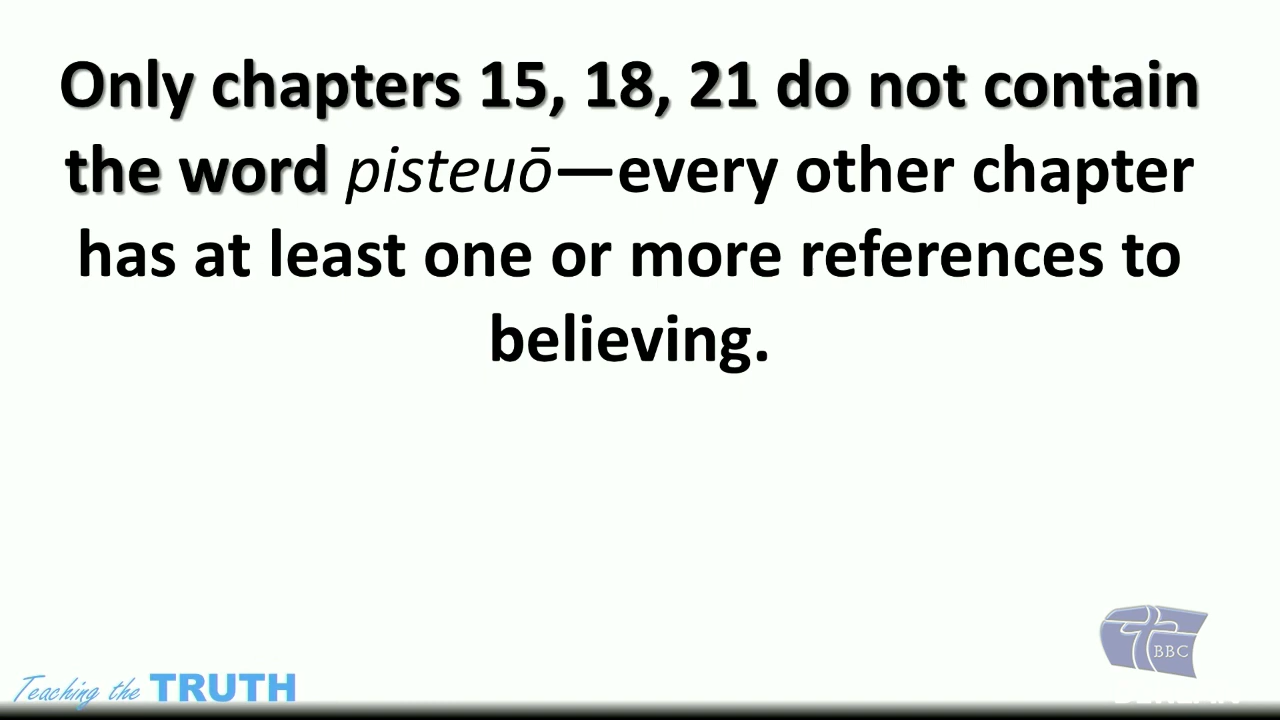 Only chapters 15, 18, 21 do not contain
the word pisteuō—every other chapter
has at least one or more references to
believing.
BBC
Teaching the TRUTH